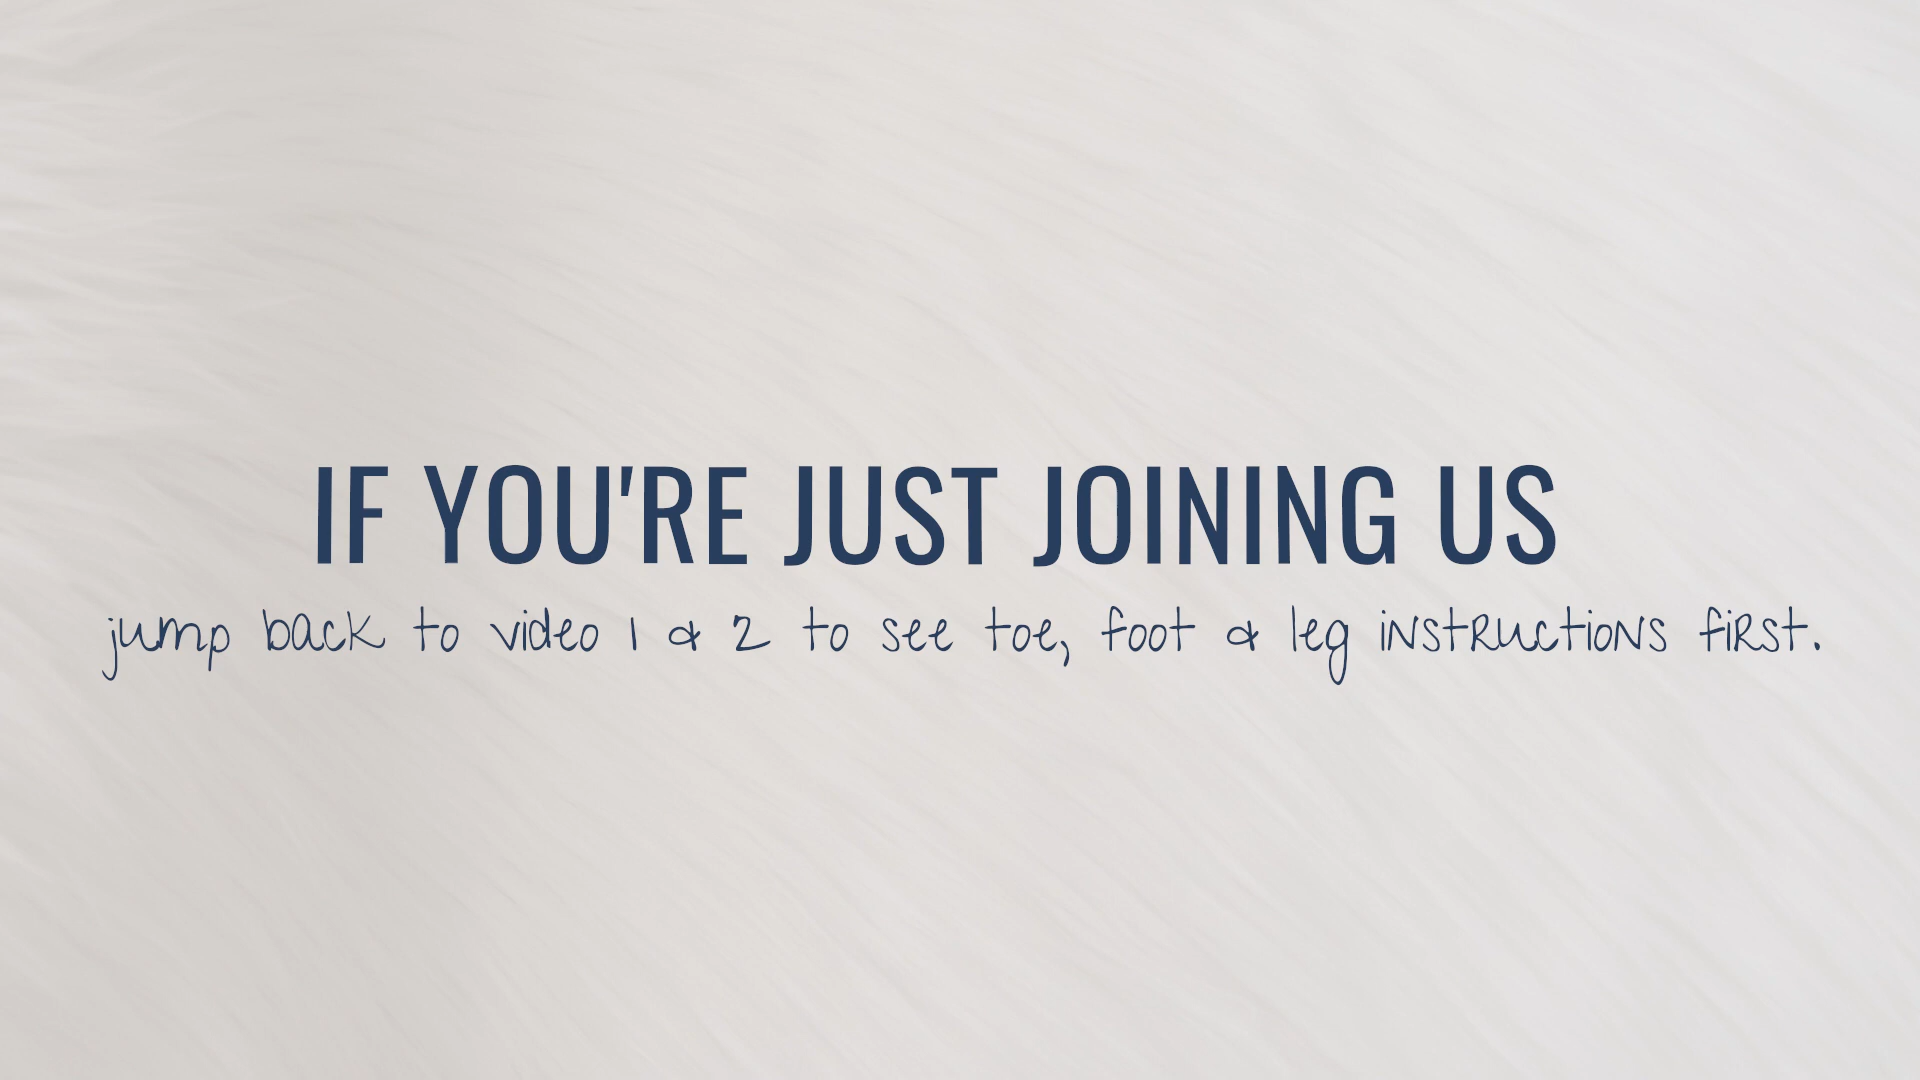 IF YOU'RE JUST JOINING US
jump back to video 1 & 2 to see toe, foot & leg instructions first.